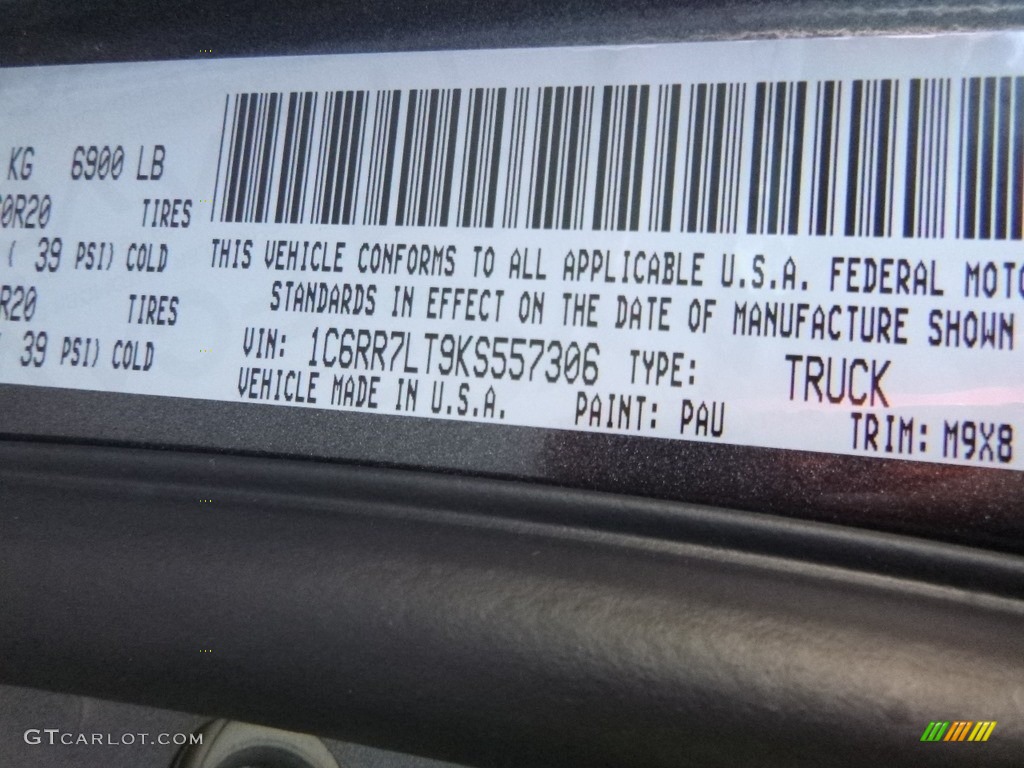 KG 6900 LB
0R20 TIRES
( 39 PSI) COLD
R20 TIRES
39 PSI) COLD
THIS VEHICLE CONFORMS TO ALL APPLICABLE U.S.A. FEDERAL MOTO
STANDARDS IN EFFECT ON THE DATE OF MANUFACTURE SHOWN
VIN: 1C6RR7LT9KS557306 TYPE: TRUCK
VEHICLE MADE IN U.S.A. PAINT: PAU TRIM: M9X8
GTCARLOT.COM